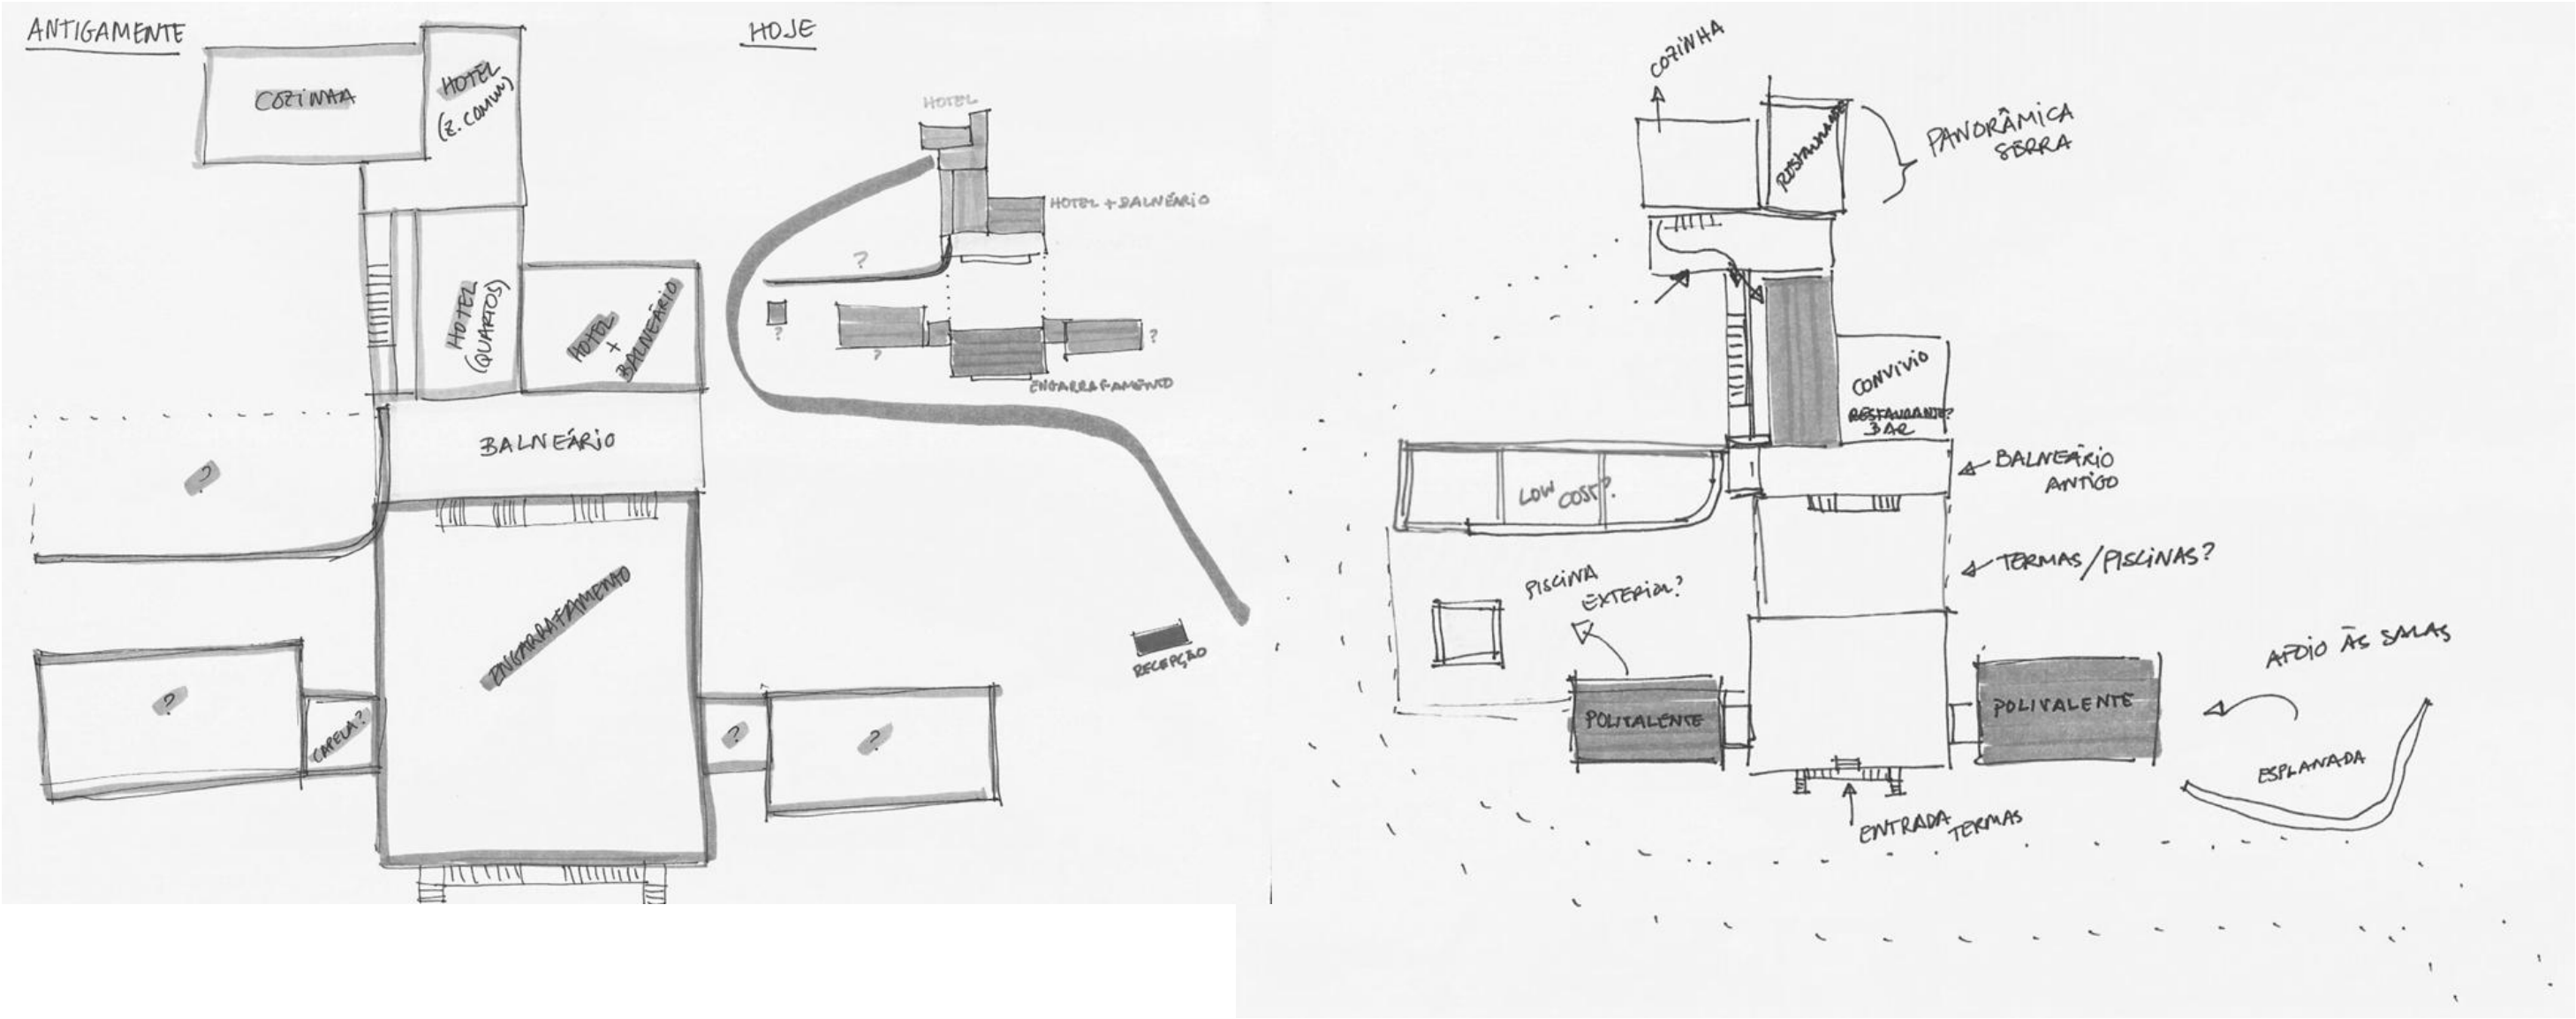 ANTIGAMENTE
COZINHA
HOTEL
(Z. COMUM)
HOTEL
(QUARTOS)
HOTEL
+
BALNEÁRIO
BALNEÁRIO
?
ENGARRAFAMENTO
?
CAPELA?
?
?
HOJE
HOTEL
HOTEL + BALNEÁRIO
?
?
?
?
ENGARRAFAMENTO
RECEPÇÃO
COZINHA
RESTAURANTE
PANORÂMICA
SERRA
CONVIVIO
RESTAURANTE?
BAR
BALNEÁRIO
ANTIGO
LOW COST?
TERMAS/PISCINAS?
PISCINA
EXTERIOR?
POLIVALENTE
POLIVALENTE
APOIO ÀS SALAS
ESPLANADA
ENTRADA
TERMAS